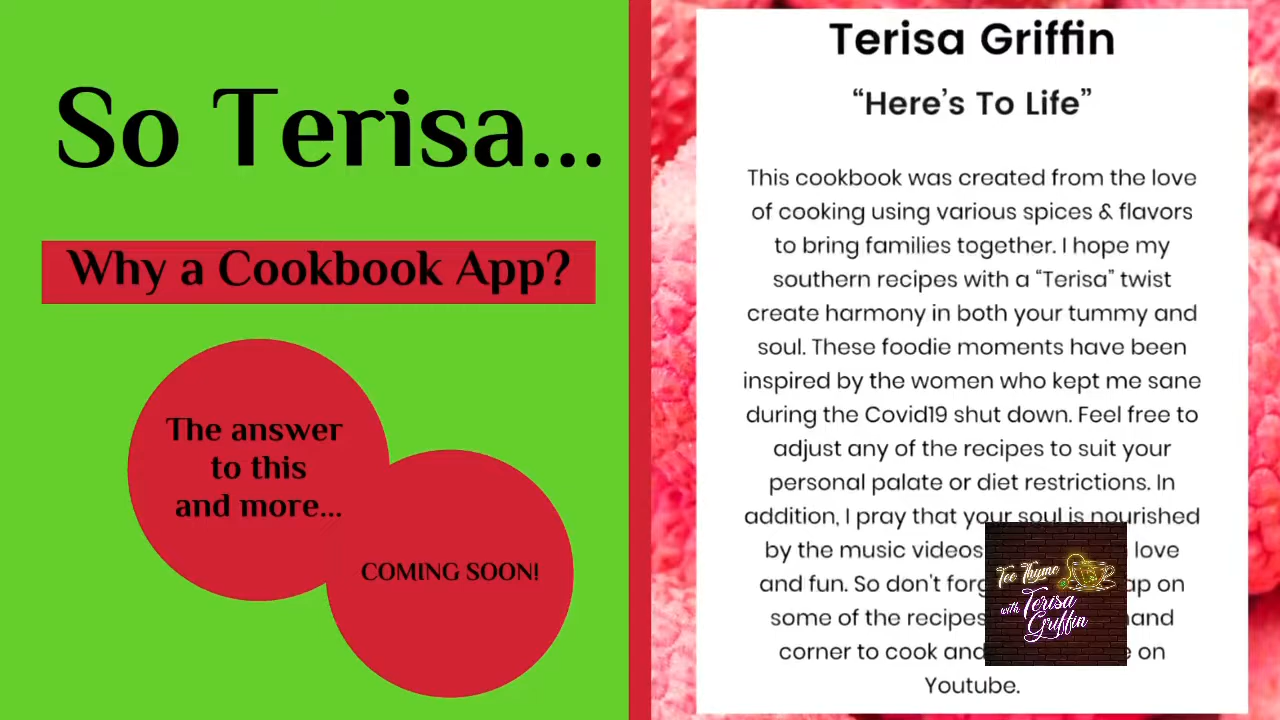 So Terisa...
Why a Cookbook App?
The answer
to this
and more...
COMING SOON!
Terisa Griffin
“Here’s To Life”
This cookbook was created from the love
of cooking using various spices & flavors
to bring families together. I hope my
southern recipes with a “Terisa” twist
create harmony in both your tummy and
soul. These foodie moments have been
inspired by the women who kept me sane
during the Covid19 shut down. Feel free to
adjust any of the recipes to suit your
personal palate or diet restrictions. In
addition, I pray that your soul is nourished
by the music videos love
and fun. So don't on
some of the recipes
corner to cook on
Youtube.
Tee Thyme
with Terisa
Griffin